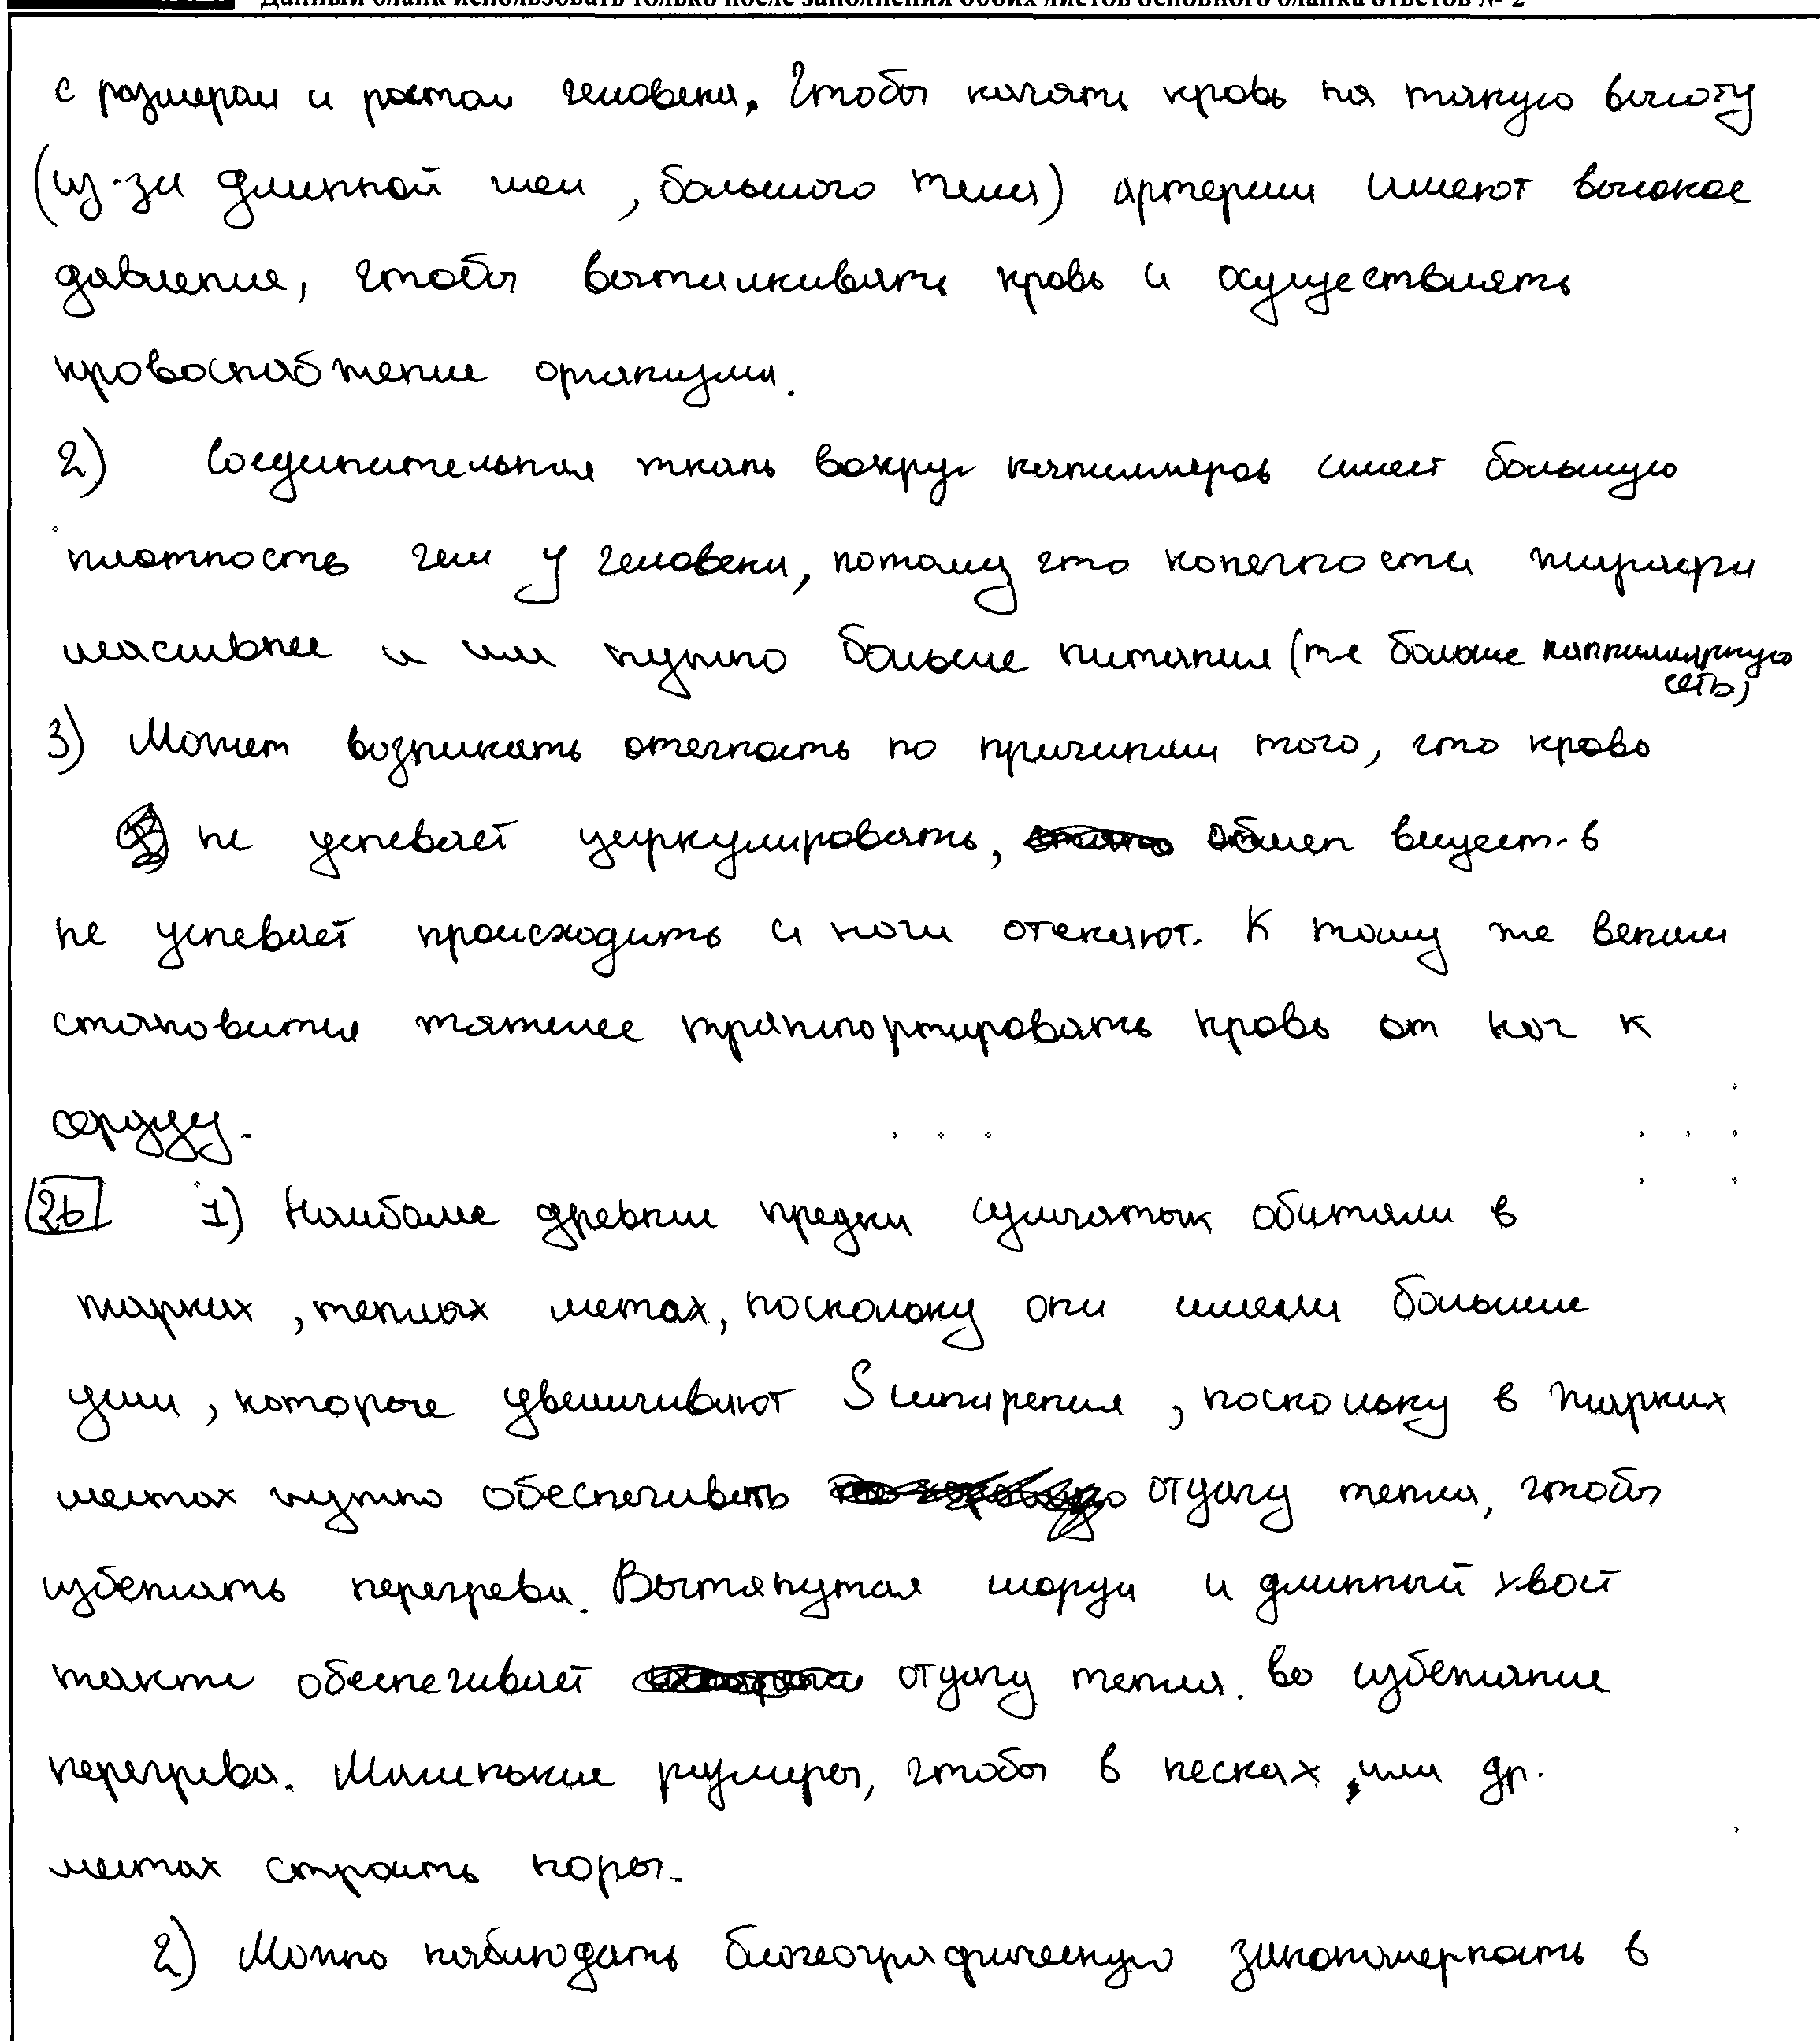 Данный бланк использовать только после заполнения обоих листов основного бланка ответов № 2
с размерам и ростом человека. Чтобы качать кровь на такую высоту
(из-за длинной шеи, большого тела) артерии имеют высокое
давление, чтобы выталкивать кровь и осуществлять
кровоснабжение организма.
2) Соединительная ткань вокруг капилляров имеет большую
плотность чем у человека, потому что конечности жирафа
массивнее и им нужно больше питания (т-е больше каппиллярную
сеть)
3) Может возникать отечность по причинам того, что кровь
не успевает циркулировать, обмен вещест-в
не успевает происходить и ноги отекают. К тому же венам
становится тяжелее транспортировать кровь от ног к
сердцу.
26 1) Наиболее древние предки сумчатых обитали в
жарких, теплых местах, поскольку они имели большие
уши, которые увеличивают S испарения, поскольку в жарких
местах нужно обеспечивать отдачу тепла, чтобы
избежать перегрева. Вытянутая морда и длинный хвост
также обеспечивает отдачу тепла. во избежание
перегрева. Маленькие размеры, чтобы в песках, или др.
местах строить норы.
2) Можно наблюдать биогеографическую закономерность в